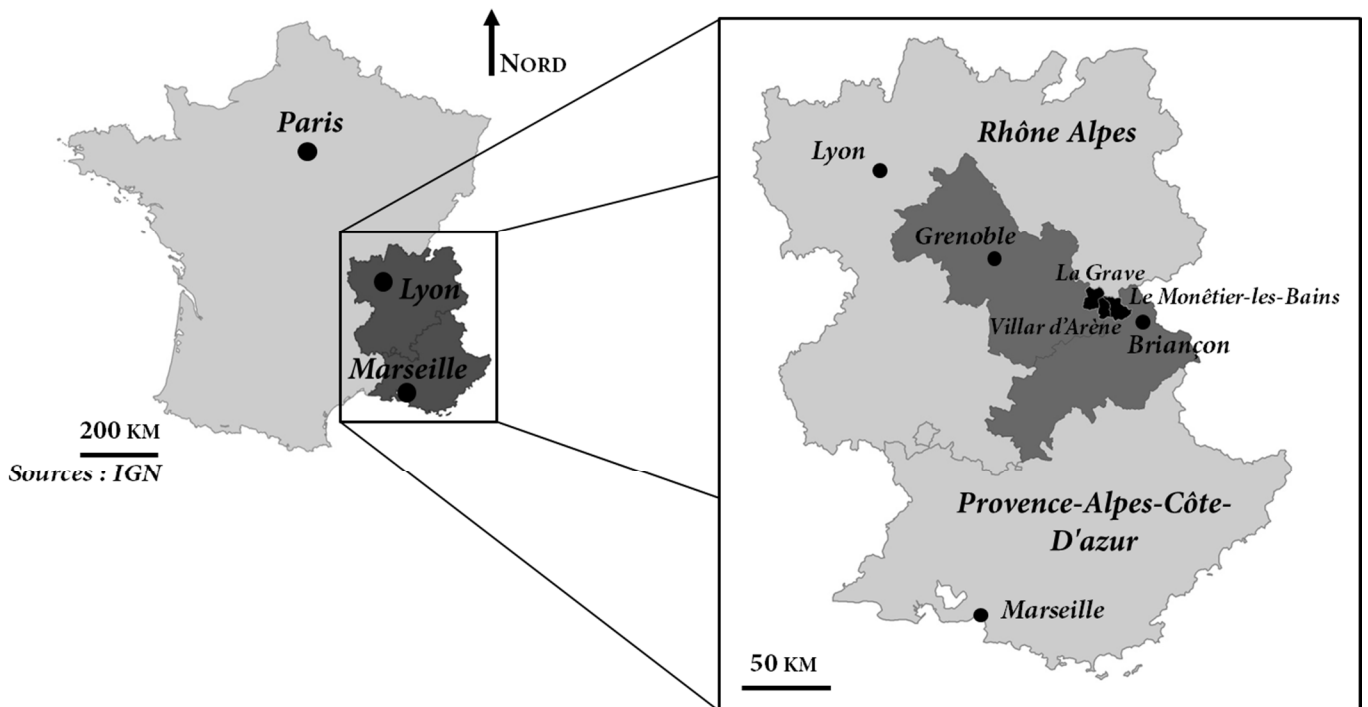 NORD
Paris
Lyon
Marseille
200 KM
Sources : IGN
Rhône Alpes
Lyon
Grenoble
La Grave
Le Monêtier-les-Bains
Villar d'Arène
Briançon
Provence-Alpes-Côte-
D'azur
Marseille
50 KM